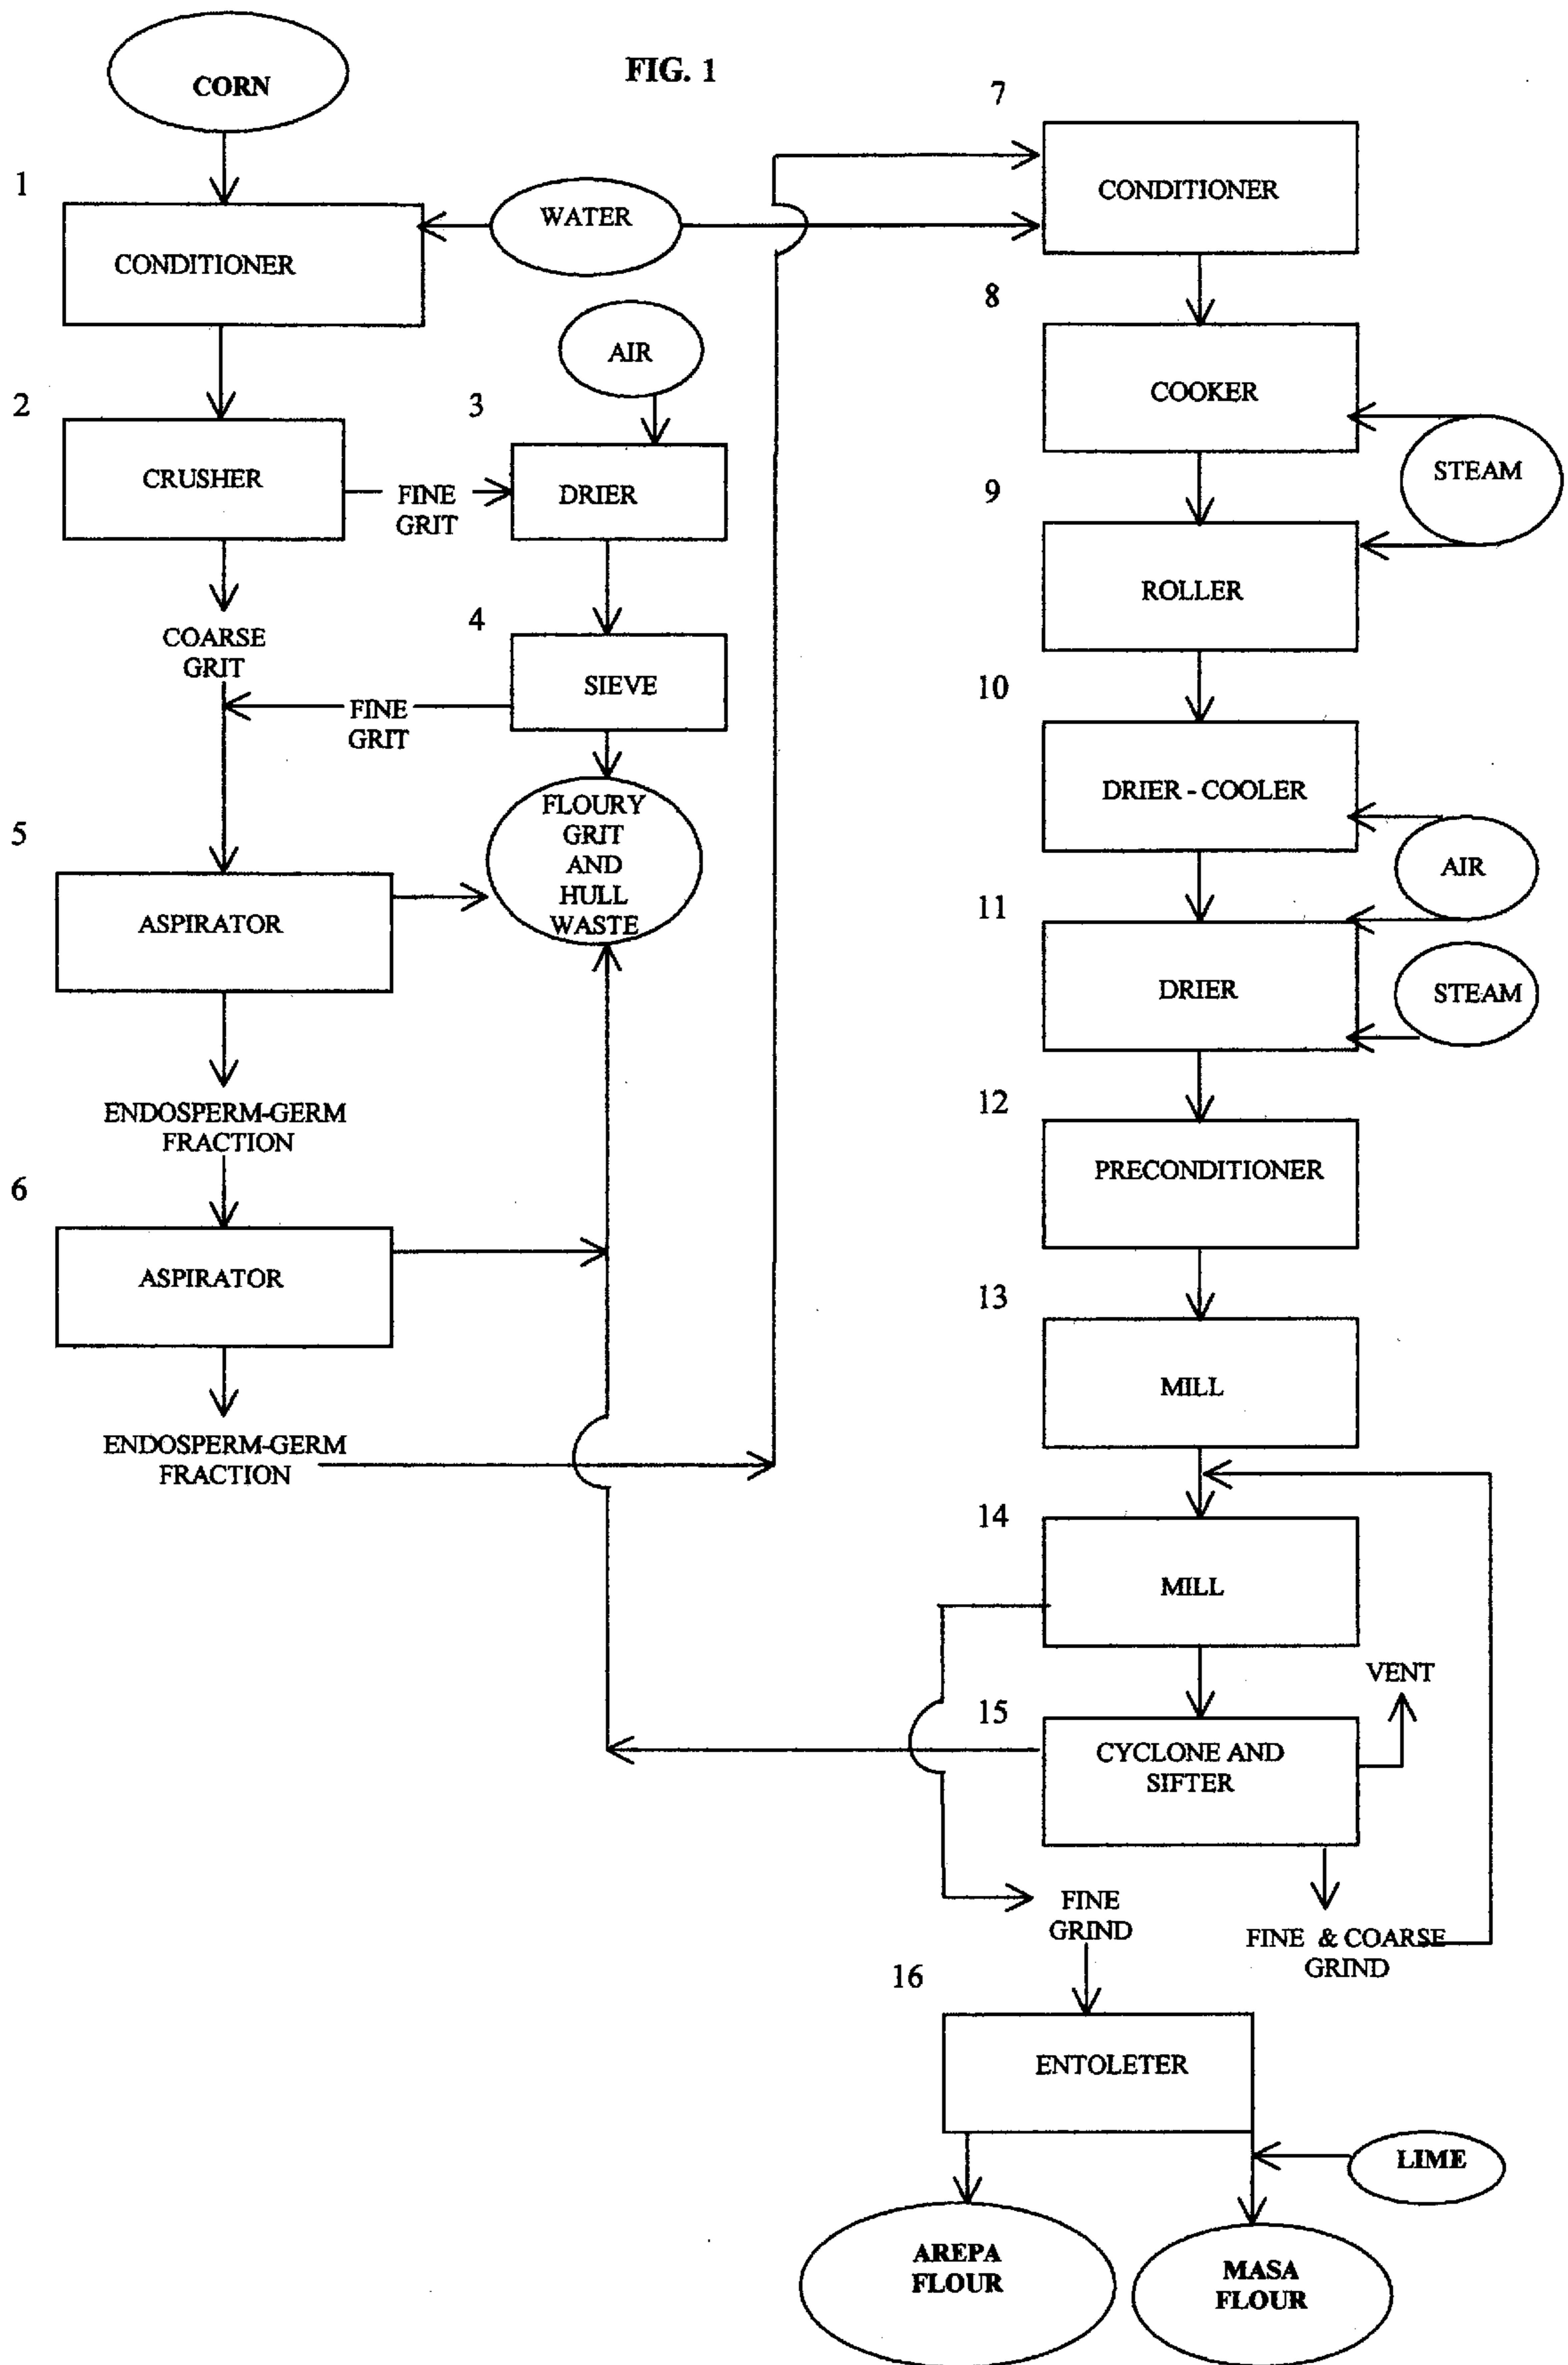 FIG. 1
CORN
1
CONDITIONER
WATER
AIR
2
CRUSHER
FINE
GRIT
3
DRIER
COARSE
GRIT
4
SIEVE
FINE
GRIT
FLOURY
GRIT
AND
HULL
WASTE
5
ASPIRATOR
ENDOSPERM-GERM
FRACTION
6
ASPIRATOR
ENDOSPERM-GERM
FRACTION
7
CONDITIONER
8
COOKER
STEAM
9
ROLLER
10
DRIER - COOLER
AIR
11
DRIER
STEAM
12
PRECONDITIONER
13
MILL
14
MILL
VENT
15
CYCLONE AND
SIFTER
FINE
GRIND
FINE & COARSE
GRIND
16
ENTOLETER
LIME
AREPA
FLOUR
MASA
FLOUR